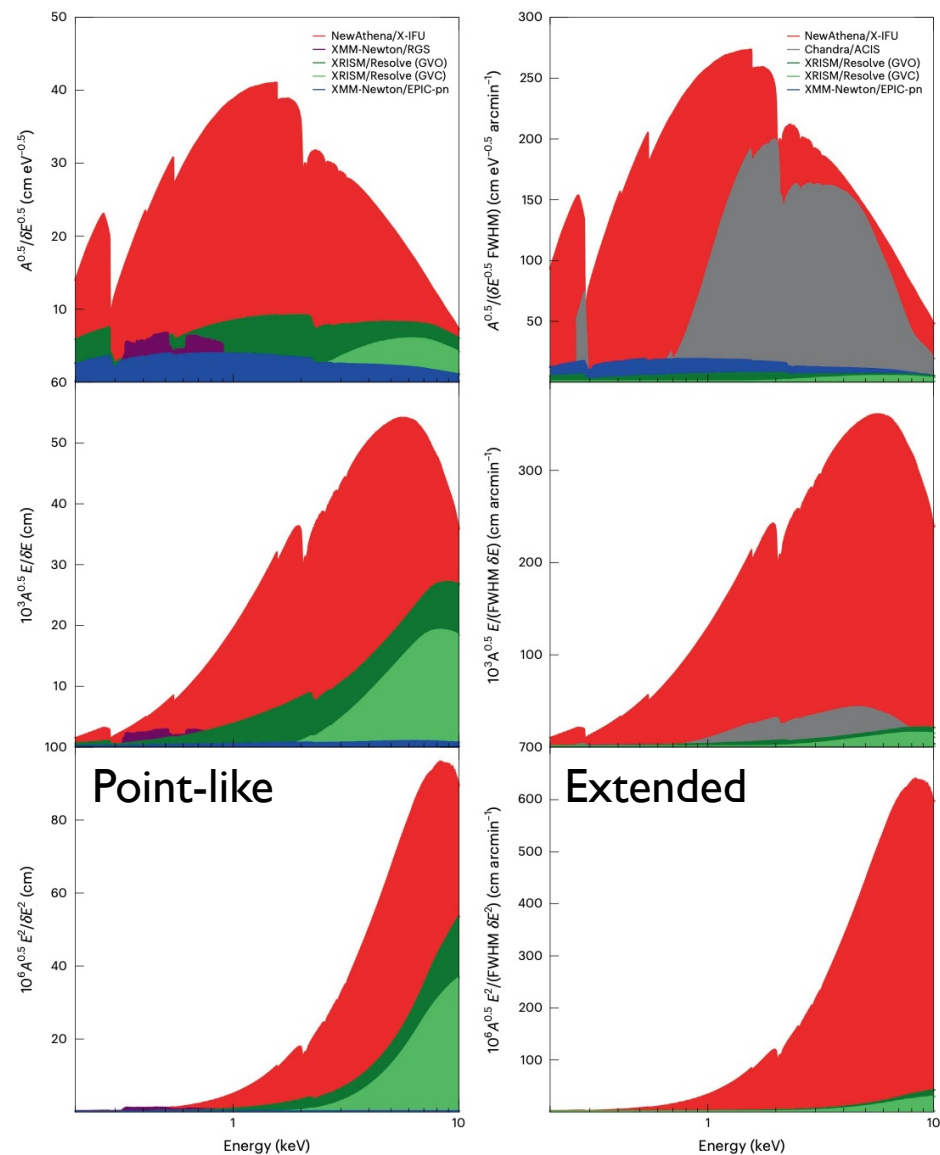 50
40
30
20
10
60
A^0.5/δE^0.5 (cm eV^−0.5)
NewAthena/X-IFU
XMM-Newton/RGS
XRISM/Resolve (GVO)
XRISM/Resolve (GVC)
XMM-Newton/EPIC-pn
300
250
200
150
100
50
A^0.5/(δE^0.5 FWHM) (cm eV^−0.5 arcmin^−1)
NewAthena/X-IFU
Chandra/ACIS
XRISM/Resolve (GVO)
XRISM/Resolve (GVC)
XMM-Newton/EPIC-pn
50
40
30
20
10
100
10^3A^0.5 E/δE (cm)
300
200
100
700
10^3A^0.5 E/(FWHM δE) (cm arcmin^−1)
Point-like
80
60
40
20
10^6A^0.5 E^2/δE^2 (cm)
1
10
Energy (keV)
Extended
600
500
400
300
200
100
10^6A^0.5 E^2/(FWHM δE^2) (cm arcmin^−1)
1
10
Energy (keV)